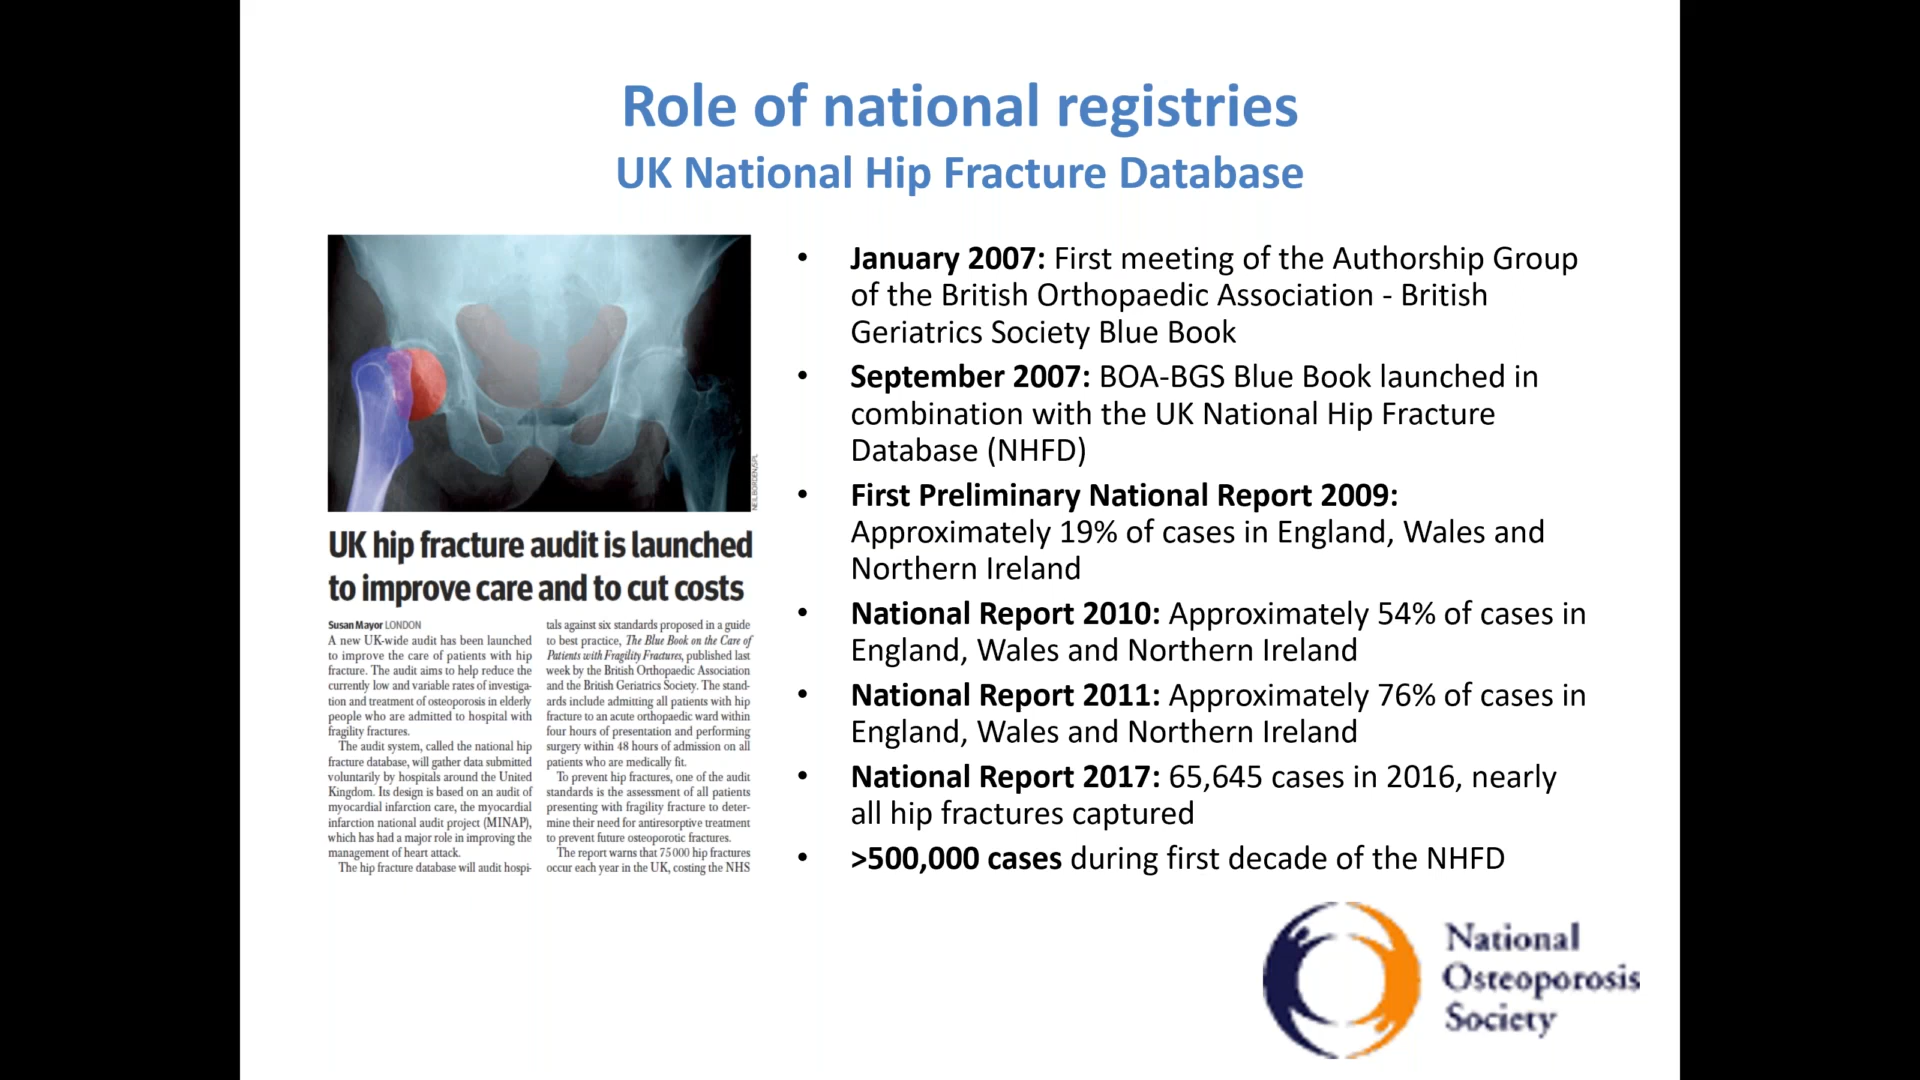 Role of national registries
UK National Hip Fracture Database
NEIL BORDEN/SPL
UK hip fracture audit is launched
to improve care and to cut costs
Susan Mayor LONDON
A new UK-wide audit has been launched
to improve the care of patients with hip
fracture. The audit aims to help reduce the
currently low and variable rates of investiga-
tion and treatment of osteoporosis in elderly
people who are admitted to hospital with
fragility fractures.
The audit system, called the national hip
fracture database, will gather data submitted
voluntarily by hospitals around the United
Kingdom. Its design is based on an audit of
myocardial infarction care, the myocardial
infarction national audit project (MINAP),
which has had a major role in improving the
management of heart attack.
The hip fracture database will audit hospi-
tals against six standards proposed in a guide
to best practice, The Blue Book on the Care of
Patients with Fragility Fractures, published last
week by the British Orthopaedic Association
and the British Geriatrics Society. The stand-
ards include admitting all patients with hip
fracture to an acute orthopaedic ward within
four hours of presentation and performing
surgery within 48 hours of admission on all
patients who are medically fit.
To prevent hip fractures, one of the audit
standards is the assessment of all patients
presenting with fragility fracture to deter-
mine their need for antiresorptive treatment
to prevent future osteoporotic fractures.
The report warns that 75 000 hip fractures
occur each year in the UK, costing the NHS
• January 2007: First meeting of the Authorship Group
of the British Orthopaedic Association - British
Geriatrics Society Blue Book
• September 2007: BOA-BGS Blue Book launched in
combination with the UK National Hip Fracture
Database (NHFD)
• First Preliminary National Report 2009:
Approximately 19% of cases in England, Wales and
Northern Ireland
• National Report 2010: Approximately 54% of cases in
England, Wales and Northern Ireland
• National Report 2011: Approximately 76% of cases in
England, Wales and Northern Ireland
• National Report 2017: 65,645 cases in 2016, nearly
all hip fractures captured
• >500,000 cases during first decade of the NHFD
National
Osteoporosis
Society